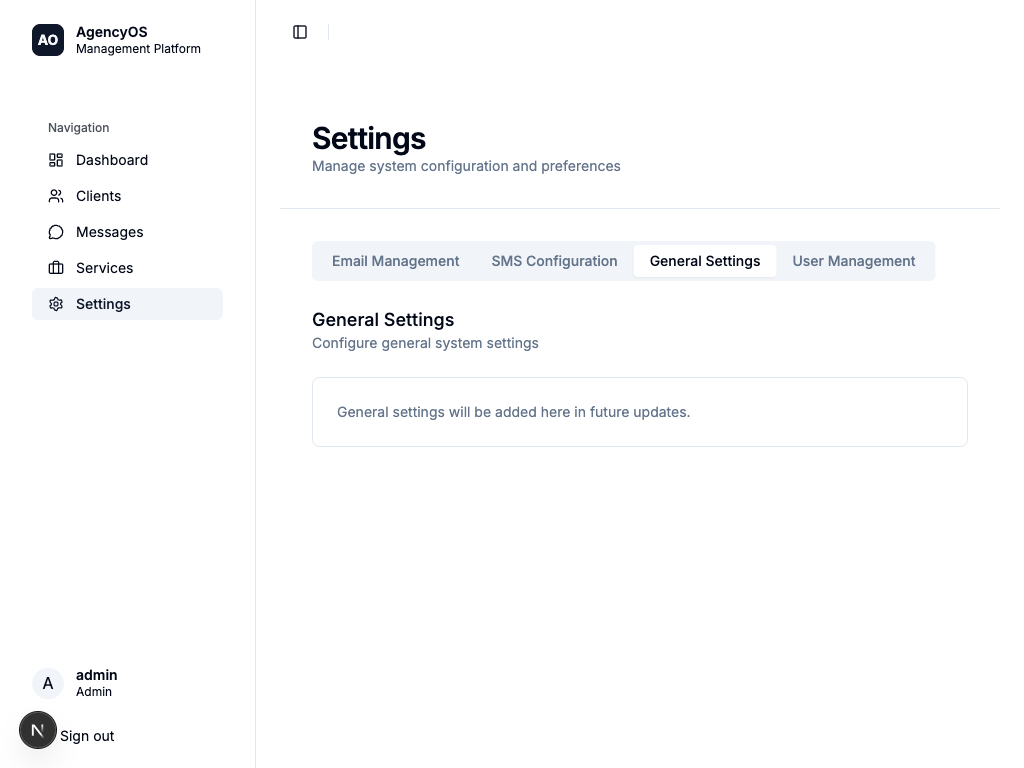 AO
AgencyOS
Management Platform
Navigation
Dashboard
Clients
Messages
Services
Settings
A
admin
Admin
N
Sign out
Settings
Manage system configuration and preferences
Email Management SMS Configuration General Settings User Management
General Settings
Configure general system settings
General settings will be added here in future updates.